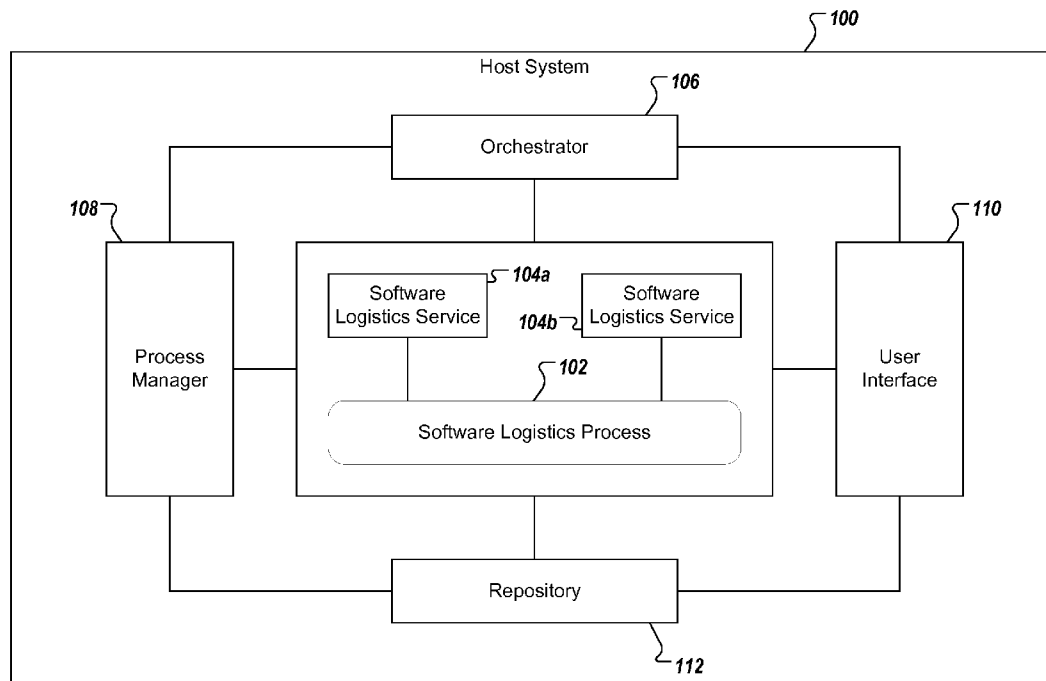 100
Host System
106
Orchestrator
108
110
104a
Software
Logistics Service
Software
Logistics Service
104b
Process
Manager
User
Interface
102
Software Logistics Process
Repository
112